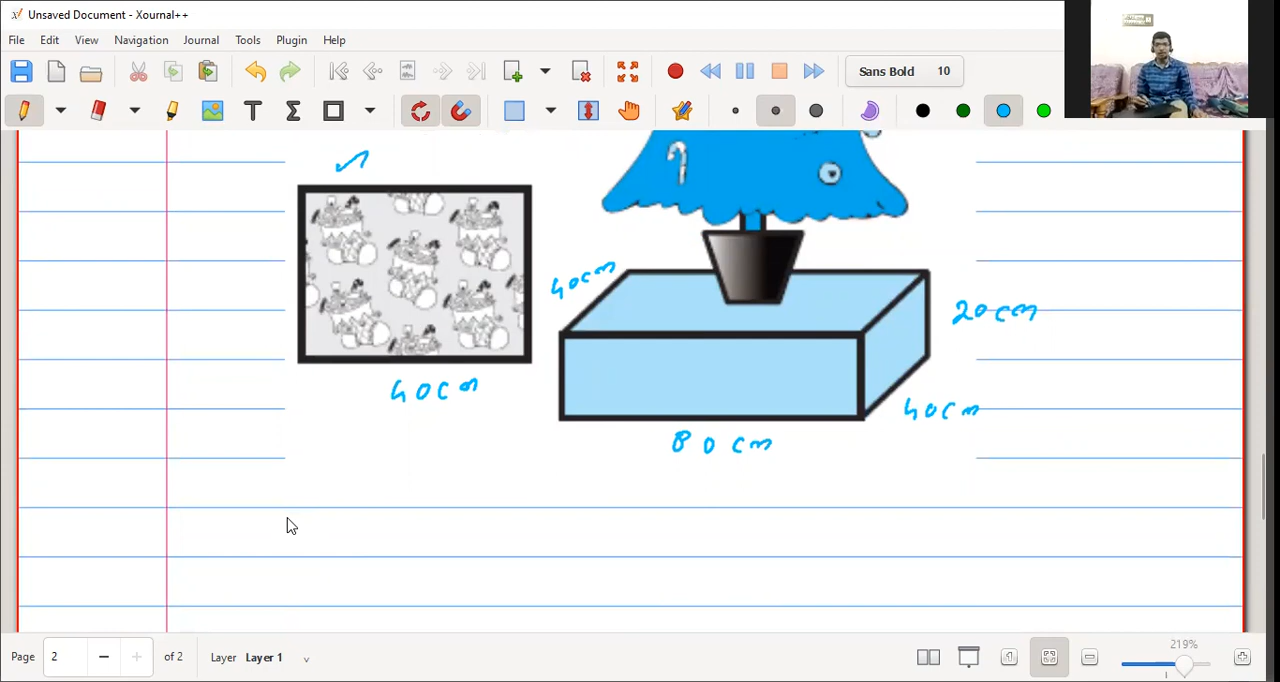 Unsaved Document - Xournal++
File Edit View Navigation Journal Tools Plugin Help
Sans Bold 10
40cm
20cm
40cm
40cm
80cm
Page 2 of 2 Layer Layer 1 219%